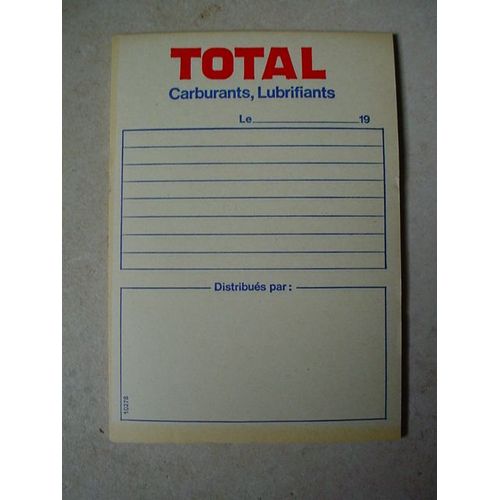 TOTAL
Carburants, Lubrifiants
Le 19
Distribués par :
10278